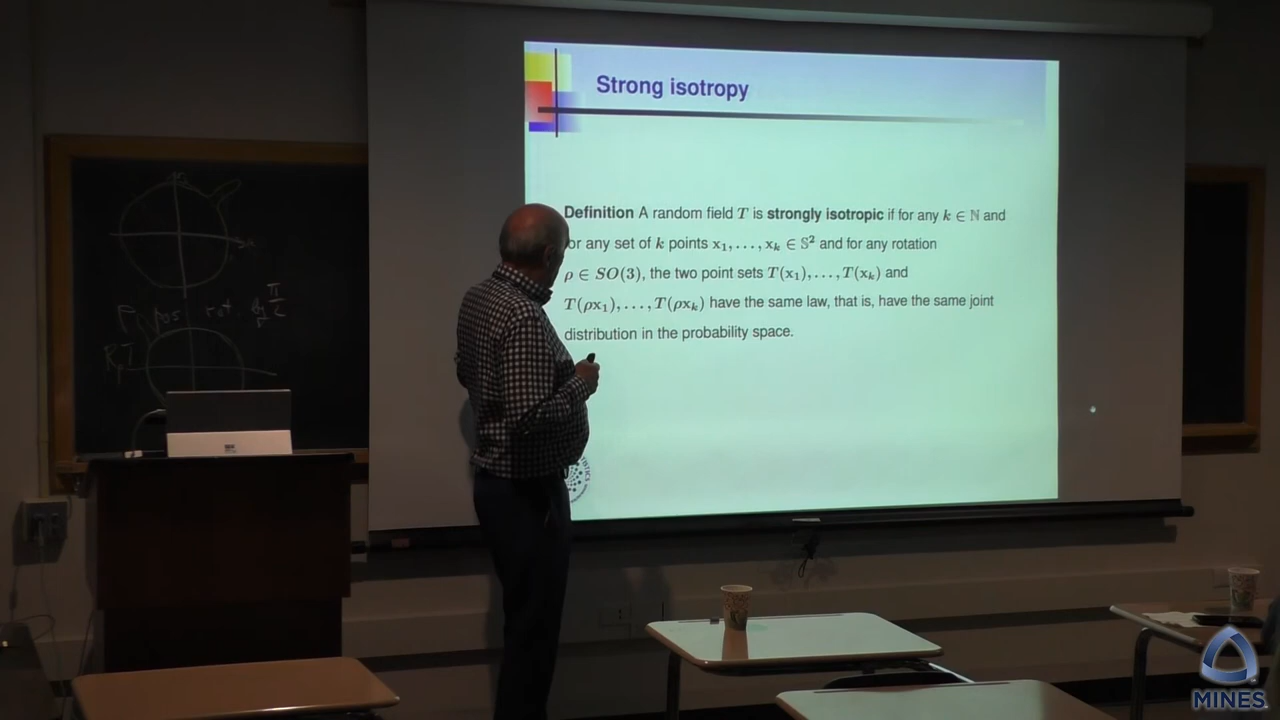 Strong isotropy
Definition A random field T is strongly isotropic if for any k ∈ ℕ and
or any set of k points x₁, . . . , xₖ ∈ 𝕊² and for any rotation
ρ ∈ SO(3), the two point sets T(x₁), . . . , T(xₖ) and
T(ρx₁), . . . , T(ρxₖ) have the same law, that is, have the same joint
distribution in the probability space.
rot.
π
2
MINES